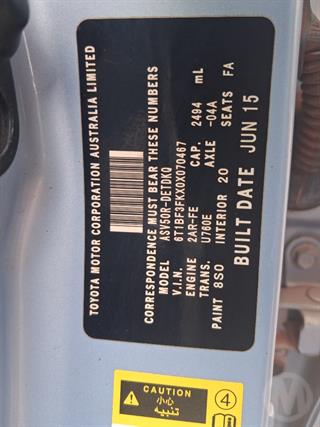 TOYOTA MOTOR CORPORATION AUSTRALIA LIMITED
CORRESPONDENCE MUST BEAR THESE NUMBERS
MODEL ASV50R-DETDKQ
V.I.N. 6T1BF3FKX0X070467
ENGINE 2AR-FE CAP. 2494 mL
TRANS. U760E AXLE -04A
PAINT 8S0 INTERIOR 20 SEATS FA
BUILT DATE JUN 15
CAUTION
小心
تنبيه
4
M